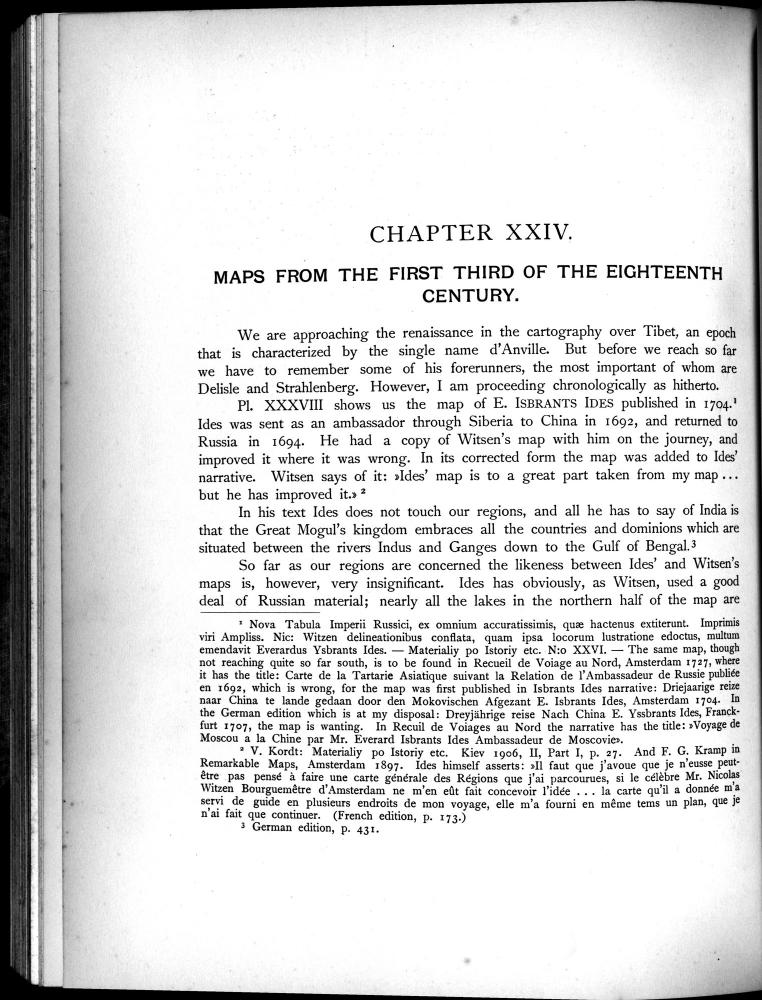 CHAPTER XXIV.
MAPS FROM THE FIRST THIRD OF THE EIGHTEENTH
CENTURY.
We are approaching the renaissance in the cartography over Tibet, an epoch
that is characterized by the single name d'Anville. But before we reach so far
we have to remember some of his forerunners, the most important of whom are
Delisle and Strahlenberg. However, I am proceeding chronologically as hitherto.
Pl. XXXVIII shows us the map of E. ISBRANTS IDES published in 1704.¹
Ides was sent as an ambassador through Siberia to China in 1692, and returned to
Russia in 1694. He had a copy of Witsen's map with him on the journey, and
improved it where it was wrong. In its corrected form the map was added to Ides'
narrative. Witsen says of it: »Ides' map is to a great part taken from my map ...
but he has improved it.» ²
In his text Ides does not touch our regions, and all he has to say of India is
that the Great Mogul's kingdom embraces all the countries and dominions which are
situated between the rivers Indus and Ganges down to the Gulf of Bengal.³
So far as our regions are concerned the likeness between Ides' and Witsen's
maps is, however, very insignificant. Ides has obviously, as Witsen, used a good
deal of Russian material; nearly all the lakes in the northern half of the map are
¹ Nova Tabula Imperii Russici, ex omnium accuratissimis, quæ hactenus extiterunt. Imprimis
viri Ampliss. Nic: Witzen delineationibus conflata, quam ipsa locorum lustratione edoctus, multum
emendavit Everardus Ysbrants Ides. — Materialiy po Istoriy etc. N:o XXVI. — The same map, though
not reaching quite so far south, is to be found in Recueil de Voiage au Nord, Amsterdam 1727, where
it has the title: Carte de la Tartarie Asiatique suivant la Relation de l'Ambassadeur de Russie publiée
en 1692, which is wrong, for the map was first published in Isbrants Ides narrative: Driejaarige reize
naar China te lande gedaan door den Mokovischen Afgezant E. Isbrants Ides, Amsterdam 1704. In
the German edition which is at my disposal: Dreyjährige reise Nach China E. Yssbrants Ides, Franck-
furt 1707, the map is wanting. In Recuil de Voiages au Nord the narrative has the title: »Voyage de
Moscou a la Chine par Mr. Everard Isbrants Ides Ambassadeur de Moscovie».
² V. Kordt: Materialiy po Istoriy etc. Kiev 1906, II, Part I, p. 27. And F. G. Kramp in
Remarkable Maps, Amsterdam 1897. Ides himself asserts: »Il faut que j'avoue que je n'eusse peut-
être pas pensé à faire une carte générale des Régions que j'ai parcourues, si le célèbre Mr. Nicolas
Witzen Bourguemêtre d'Amsterdam ne m'en eût fait concevoir l'idée ... la carte qu'il a donnée m'a
servi de guide en plusieurs endroits de mon voyage, elle m'a fourni en même tems un plan, que je
n'ai fait que continuer. (French edition, p. 173.)
³ German edition, p. 431.